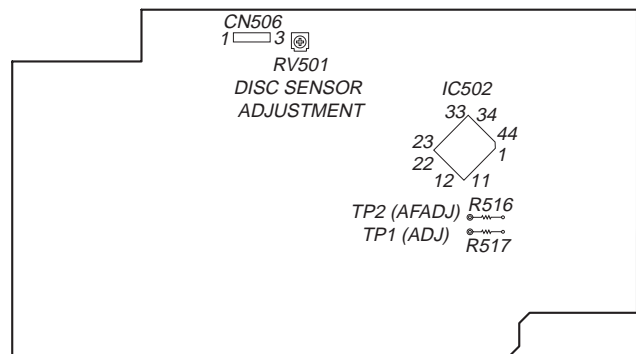 CN506
1 3
RV501
DISC SENSOR
ADJUSTMENT
IC502
33 34
44
23
1
22
12 11
TP2 (AFADJ) R516
TP1 (ADJ)
R517